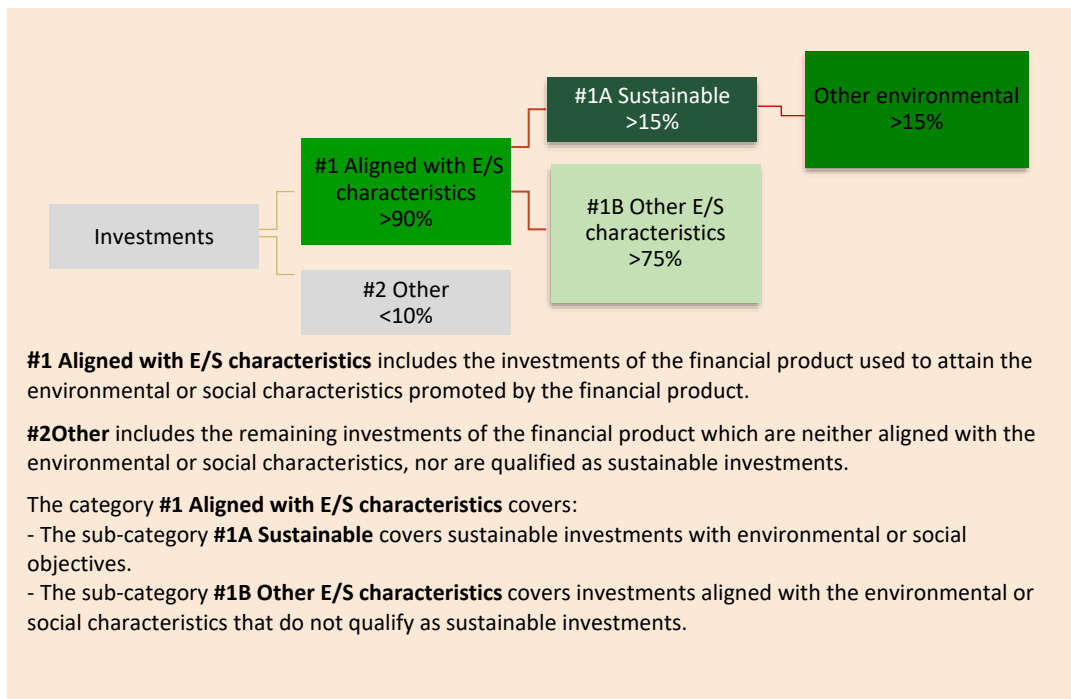 Investments
#1 Aligned with E/S
characteristics
>90%
#2 Other
<10%
#1A Sustainable
>15%
#1B Other E/S
characteristics
>75%
Other environmental
>15%
#1 Aligned with E/S characteristics includes the investments of the financial product used to attain the
environmental or social characteristics promoted by the financial product.
#2Other includes the remaining investments of the financial product which are neither aligned with the
environmental or social characteristics, nor are qualified as sustainable investments.
The category #1 Aligned with E/S characteristics covers:
- The sub-category #1A Sustainable covers sustainable investments with environmental or social
objectives.
- The sub-category #1B Other E/S characteristics covers investments aligned with the environmental or
social characteristics that do not qualify as sustainable investments.